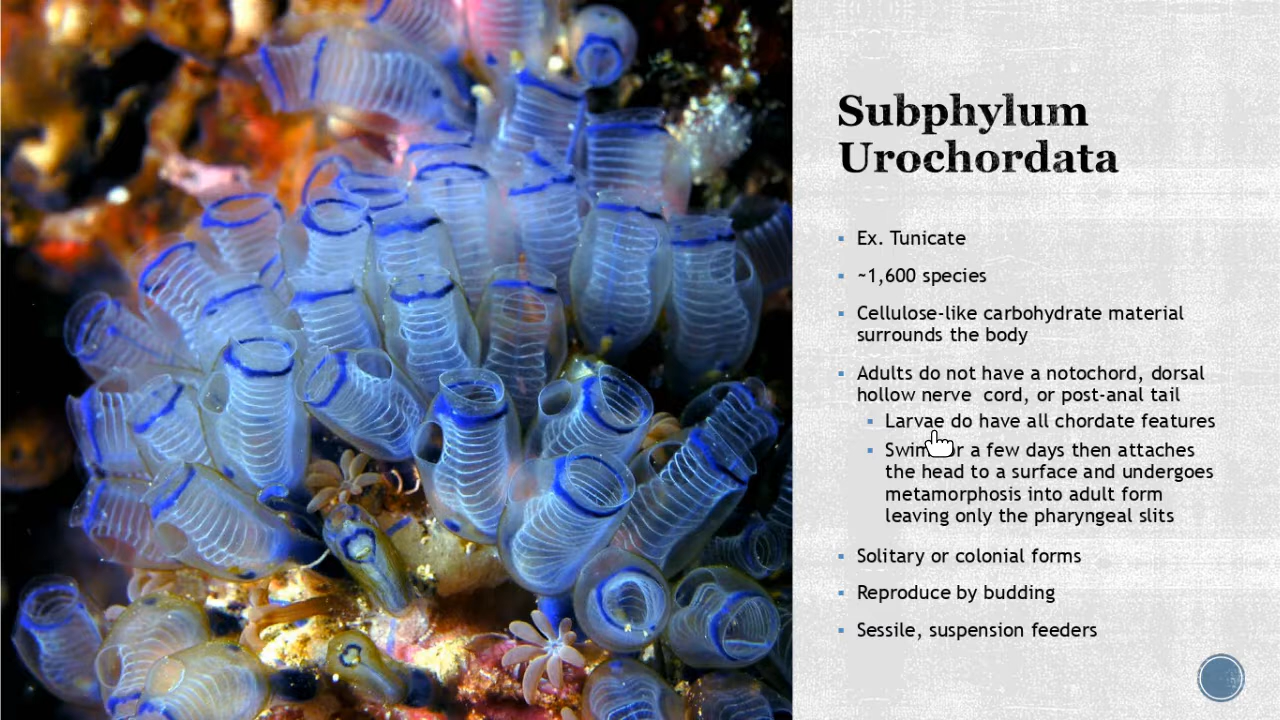 Subphylum
Urochordata
Ex. Tunicate
~1,600 species
Cellulose-like carbohydrate material
surrounds the body
Adults do not have a notochord, dorsal
hollow nerve cord, or post-anal tail
Larvae do have all chordate features
a few days then attaches
the head to a surface and undergoes
metamorphosis into adult form
leaving only the pharyngeal slits
Solitary or colonial forms
Reproduce by budding
Sessile, suspension feeders